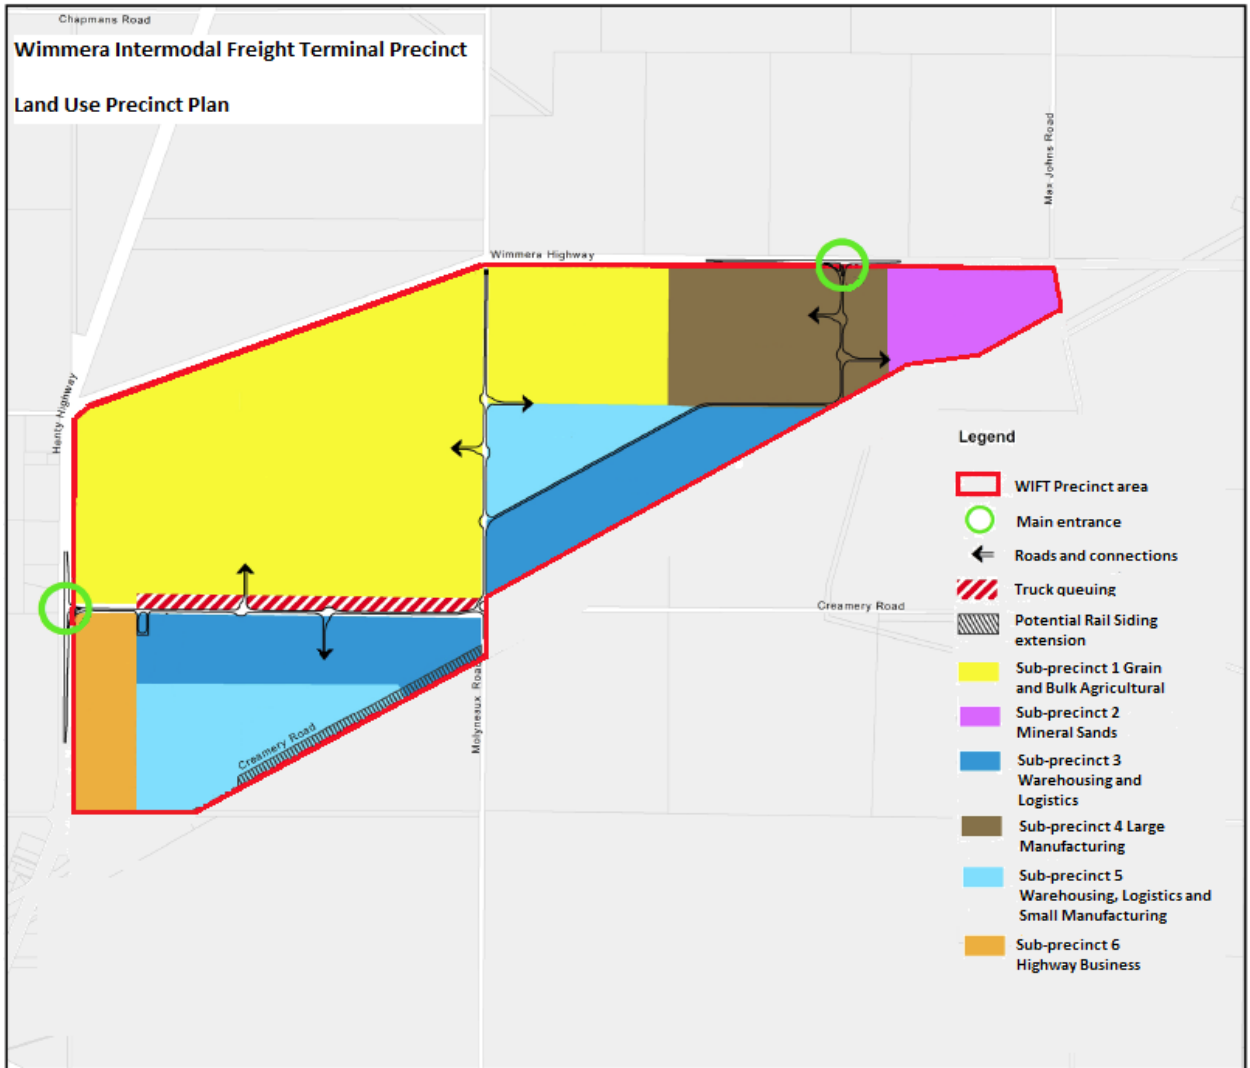 Chapmans Road
Wimmera Intermodal Freight Terminal Precinct
Land Use Precinct Plan
Max Johns Road
Wimmera Highway
Henty Highway
Creamery Road
Molyneaux Road
Creamery Road
Legend
WIFT Precinct area
Main entrance
Roads and connections
Truck queuing
Potential Rail Siding
extension
Sub-precinct 1 Grain
and Bulk Agricultural
Sub-precinct 2
Mineral Sands
Sub-precinct 3
Warehousing and
Logistics
Sub-precinct 4 Large
Manufacturing
Sub-precinct 5
Warehousing, Logistics and
Small Manufacturing
Sub-precinct 6
Highway Business